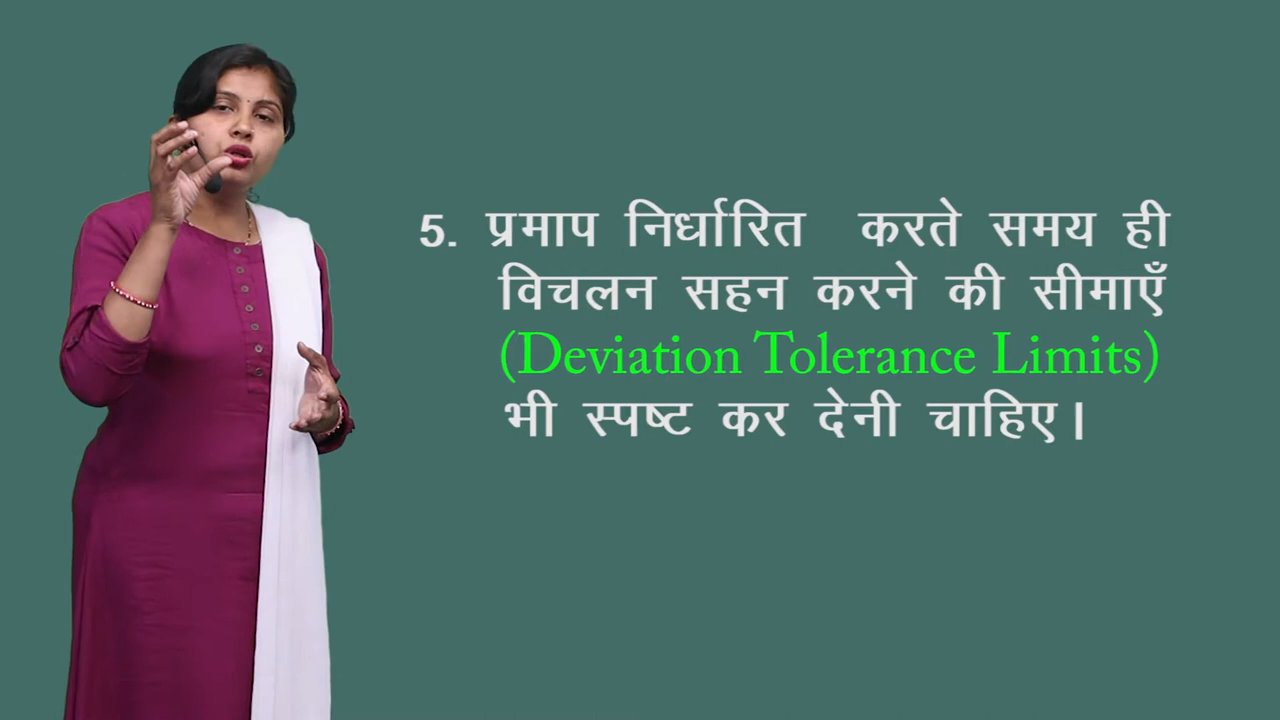 5. प्रमाप निर्धारित करते समय ही
विचलन सहन करने की सीमाएँ
(Deviation Tolerance Limits)
भी स्पष्ट कर देनी चाहिए।